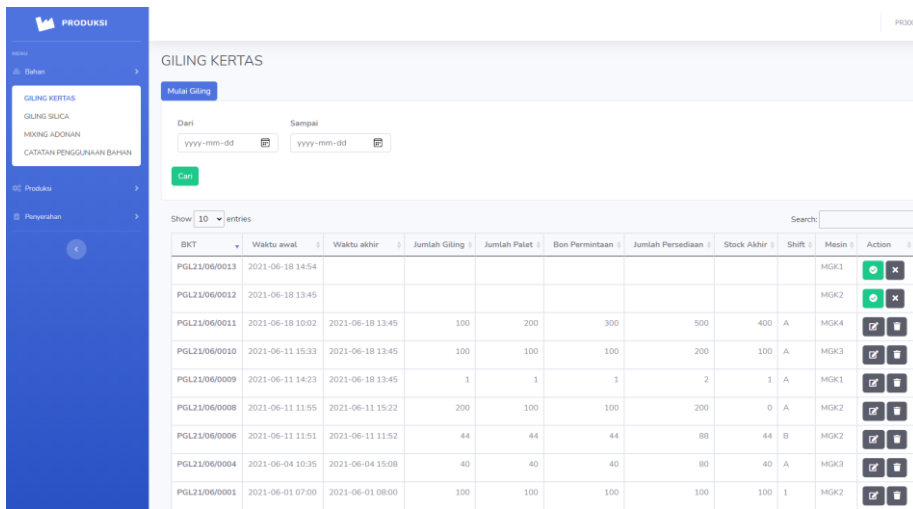 PRODUKSI
PR300
MENU
Bahan
GILING KERTAS
GILING SILICA
MIXING ADONAN
CATATAN PENGGUNAAN BAHAN
Produksi
Penyerahan
GILING KERTAS
Mulai Giling
Dari Sampai
yyyy-mm-dd yyyy-mm-dd
Cari
Show 10 entries Search:
BKT Waktu awal Waktu akhir Jumlah Giling Jumlah Palet Bon Permintaan Jumlah Persediaan Stock Akhir Shift Mesin Action
PGL21/06/0013 2021-06-18 14:54 MGK1
PGL21/06/0012 2021-06-18 13:45 MGK2
PGL21/06/0011 2021-06-18 10:02 2021-06-18 13:45 100 200 300 500 400 A MGK4
PGL21/06/0010 2021-06-11 15:33 2021-06-18 13:45 100 100 100 200 100 A MGK3
PGL21/06/0009 2021-06-11 14:23 2021-06-18 13:45 1 1 1 2 1 A MGK1
PGL21/06/0008 2021-06-11 11:55 2021-06-11 15:22 200 100 100 200 0 A MGK2
PGL21/06/0006 2021-06-11 11:51 2021-06-11 11:52 44 44 44 88 44 B MGK2
PGL21/06/0004 2021-06-04 10:35 2021-06-04 15:08 40 40 40 80 40 A MGK3
PGL21/06/0001 2021-06-01 07:00 2021-06-01 08:00 100 100 100 100 100 1 MGK2